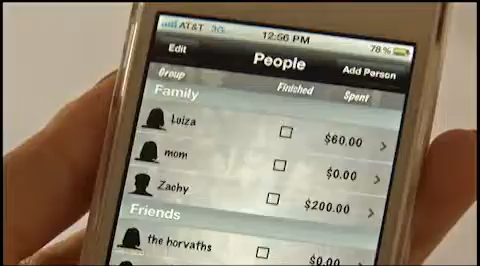 AT&T 3G 12:56 PM 78%
Edit People Add Person
Group Finished Spent
Family
Luiza $60.00
mom $0.00
Zachy $200.00
Friends
the horvaths $0.00